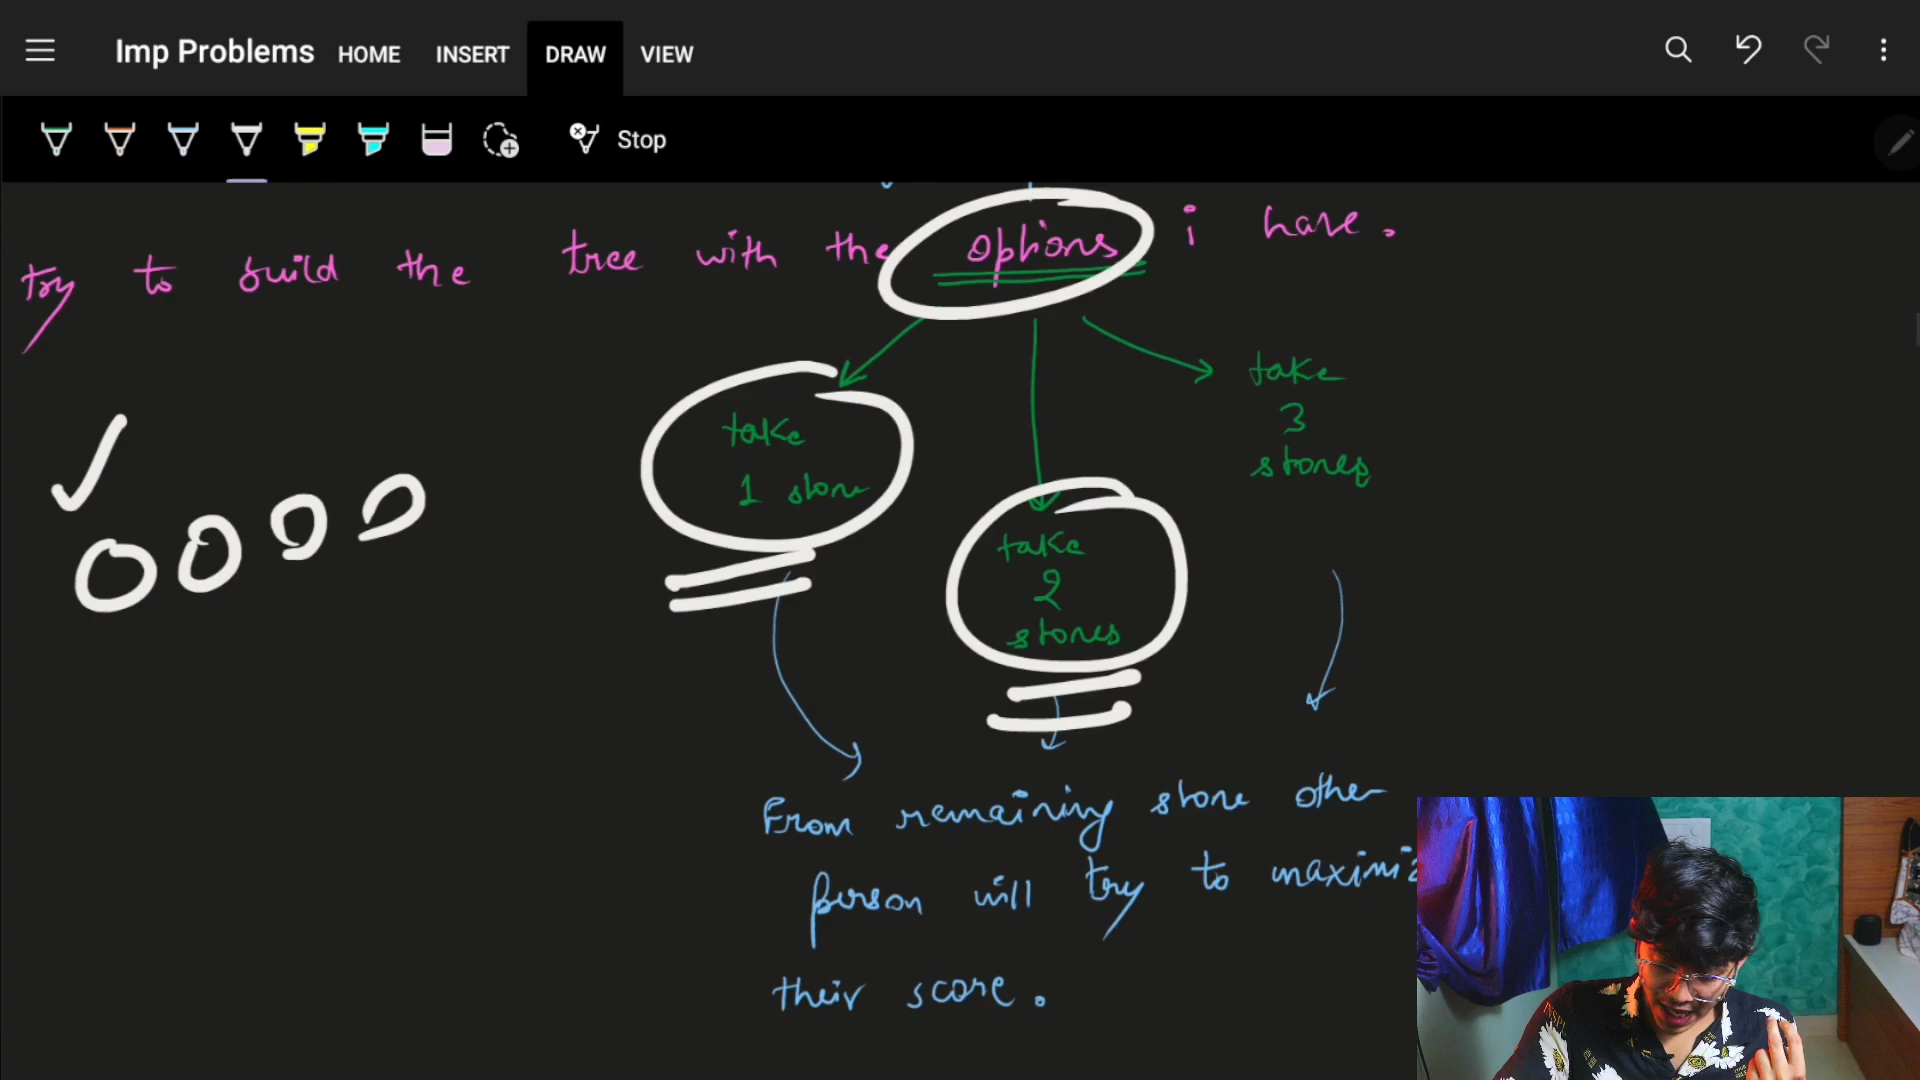 Imp Problems HOME INSERT DRAW VIEW
Stop
try to build the tree with the options i have.
take
1 stone
take
2
stones
take
3
stones
From remaining stone other
person will try to maximiz
their score.